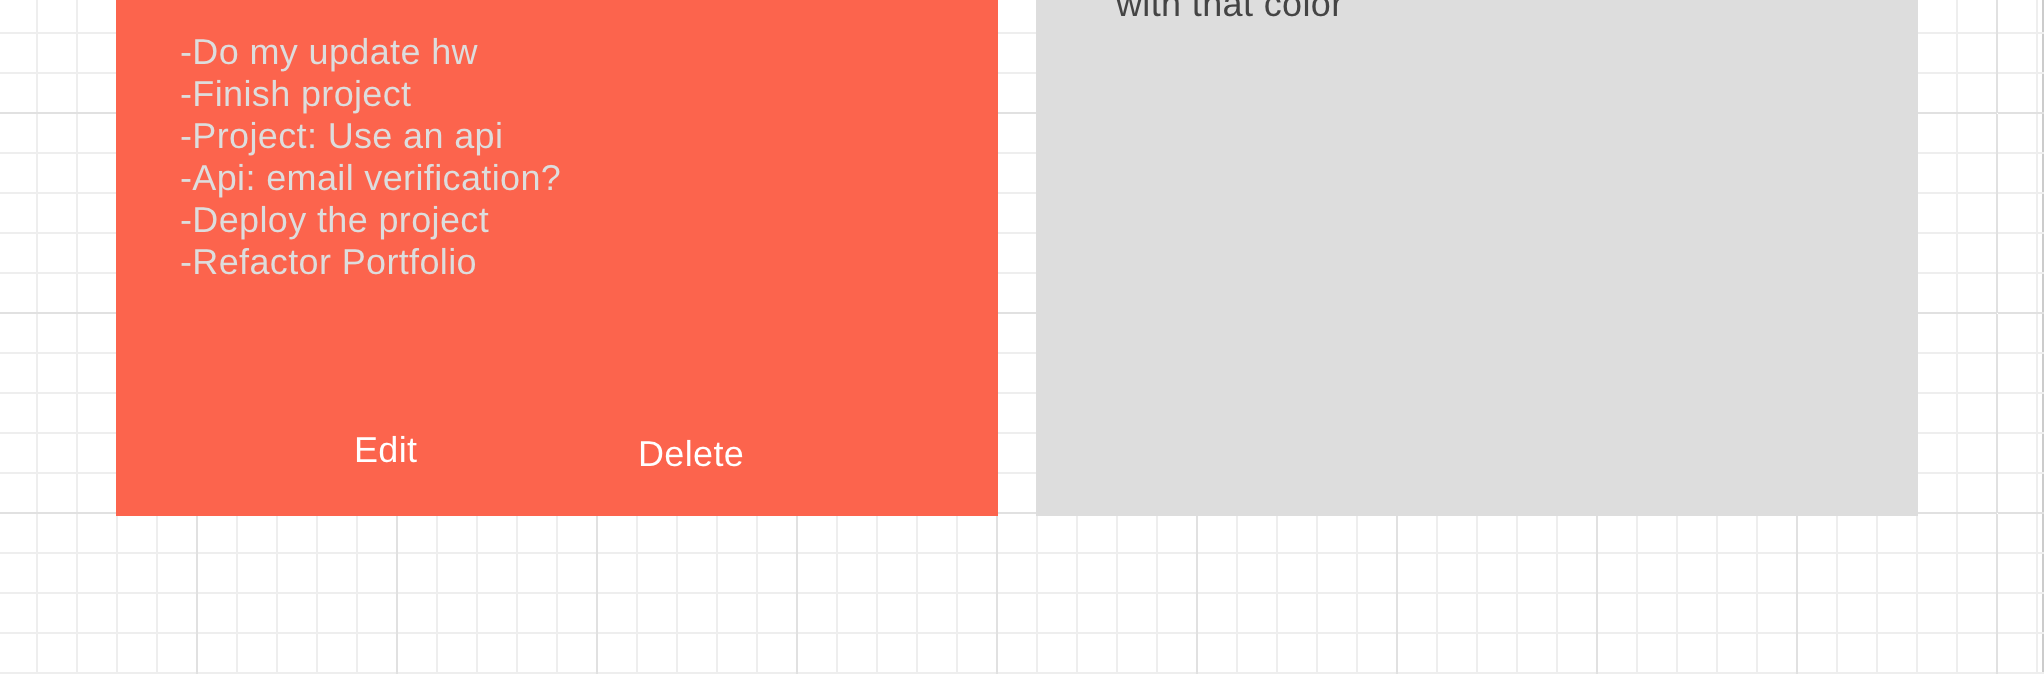 with that color
-Do my update hw
-Finish project
-Project: Use an api
-Api: email verification?
-Deploy the project
-Refactor Portfolio
Edit
Delete